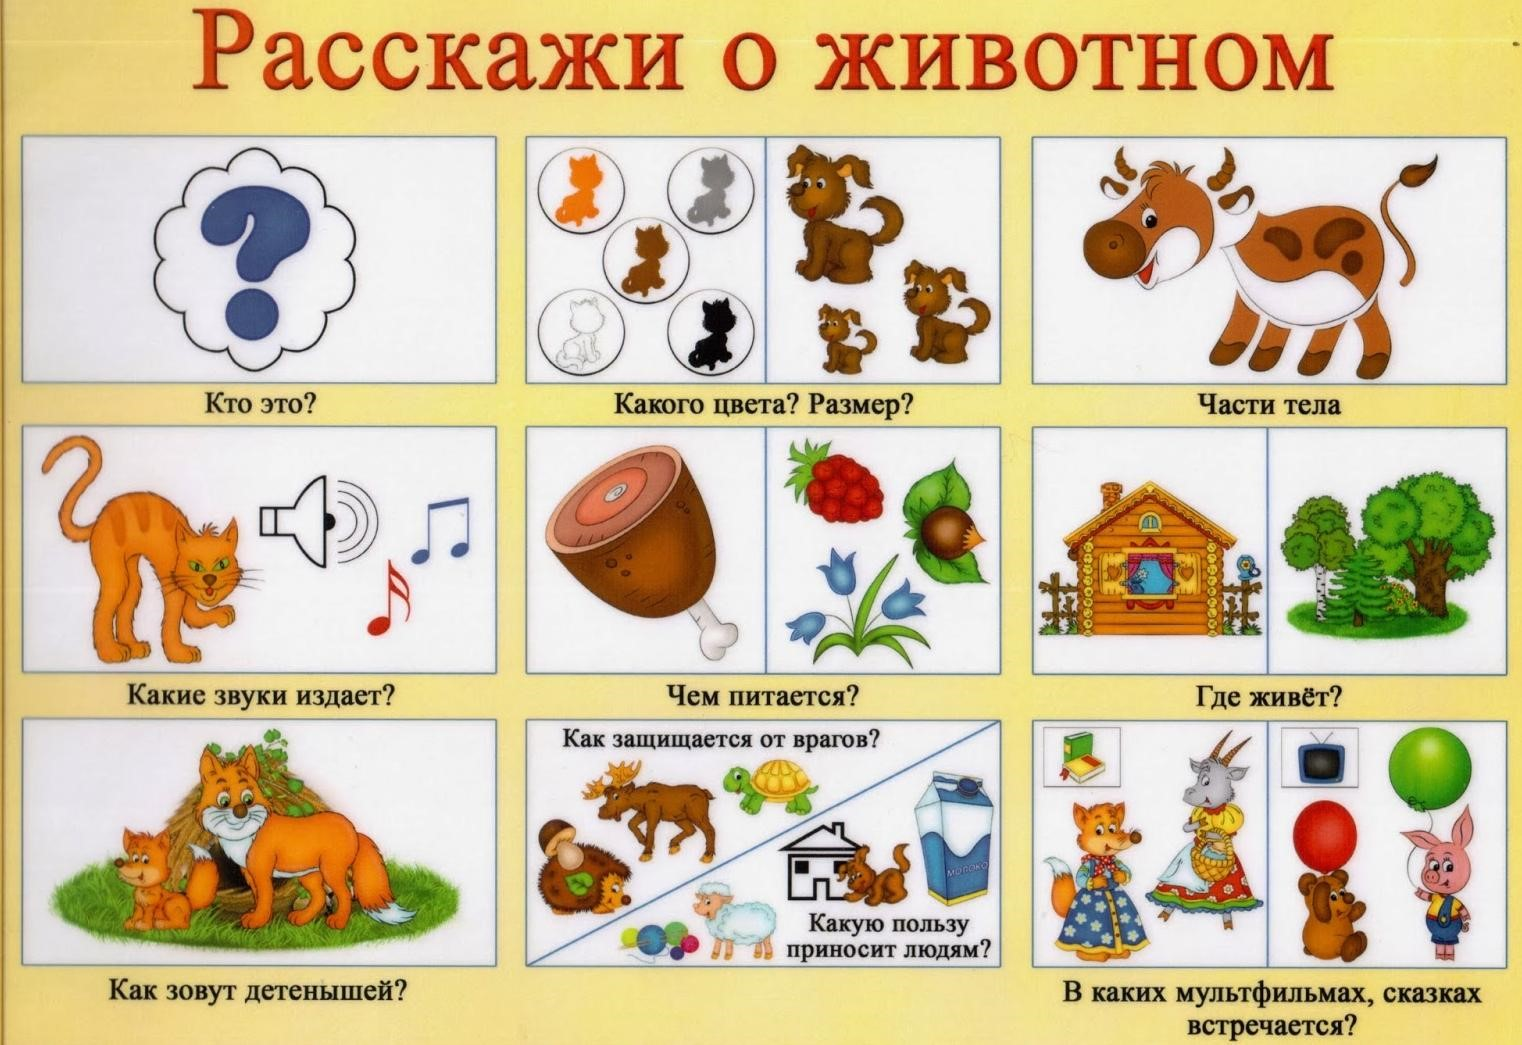 Расскажи о животном
Кто это?
Какого цвета? Размер?
Части тела
Какие звуки издает?
Чем питается?
Где живёт?
Как зовут детенышей?
Как защищается от врагов?
МОЛОКО
Какую пользу
приносит людям?
В каких мультфильмах, сказках
встречается?